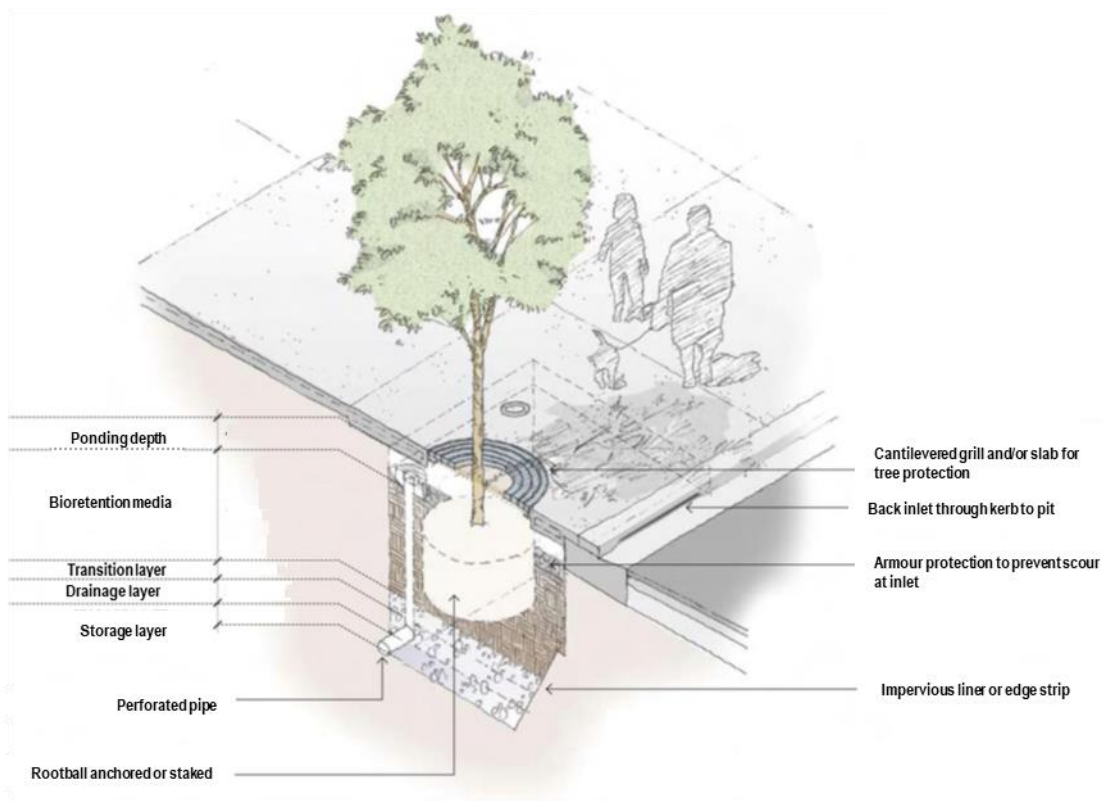 Ponding depth
Bioretention media
Transition layer
Drainage layer
Storage layer
Perforated pipe
Rootball anchored or staked
Cantilevered grill and/or slab for
tree protection
Back inlet through kerb to pit
Armour protection to prevent scour
at inlet
Impervious liner or edge strip